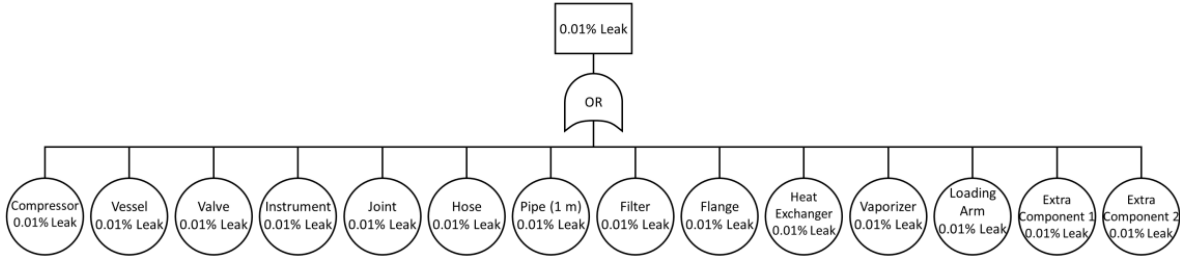 0.01% Leak
OR
Compressor
0.01% Leak
Vessel
0.01% Leak
Valve
0.01% Leak
Instrument
0.01% Leak
Joint
0.01% Leak
Hose
0.01% Leak
Pipe (1 m)
0.01% Leak
Filter
0.01% Leak
Flange
0.01% Leak
Heat
Exchanger
0.01% Leak
Vaporizer
0.01% Leak
Loading
Arm
0.01% Leak
Extra
Component 1
0.01% Leak
Extra
Component 2
0.01% Leak